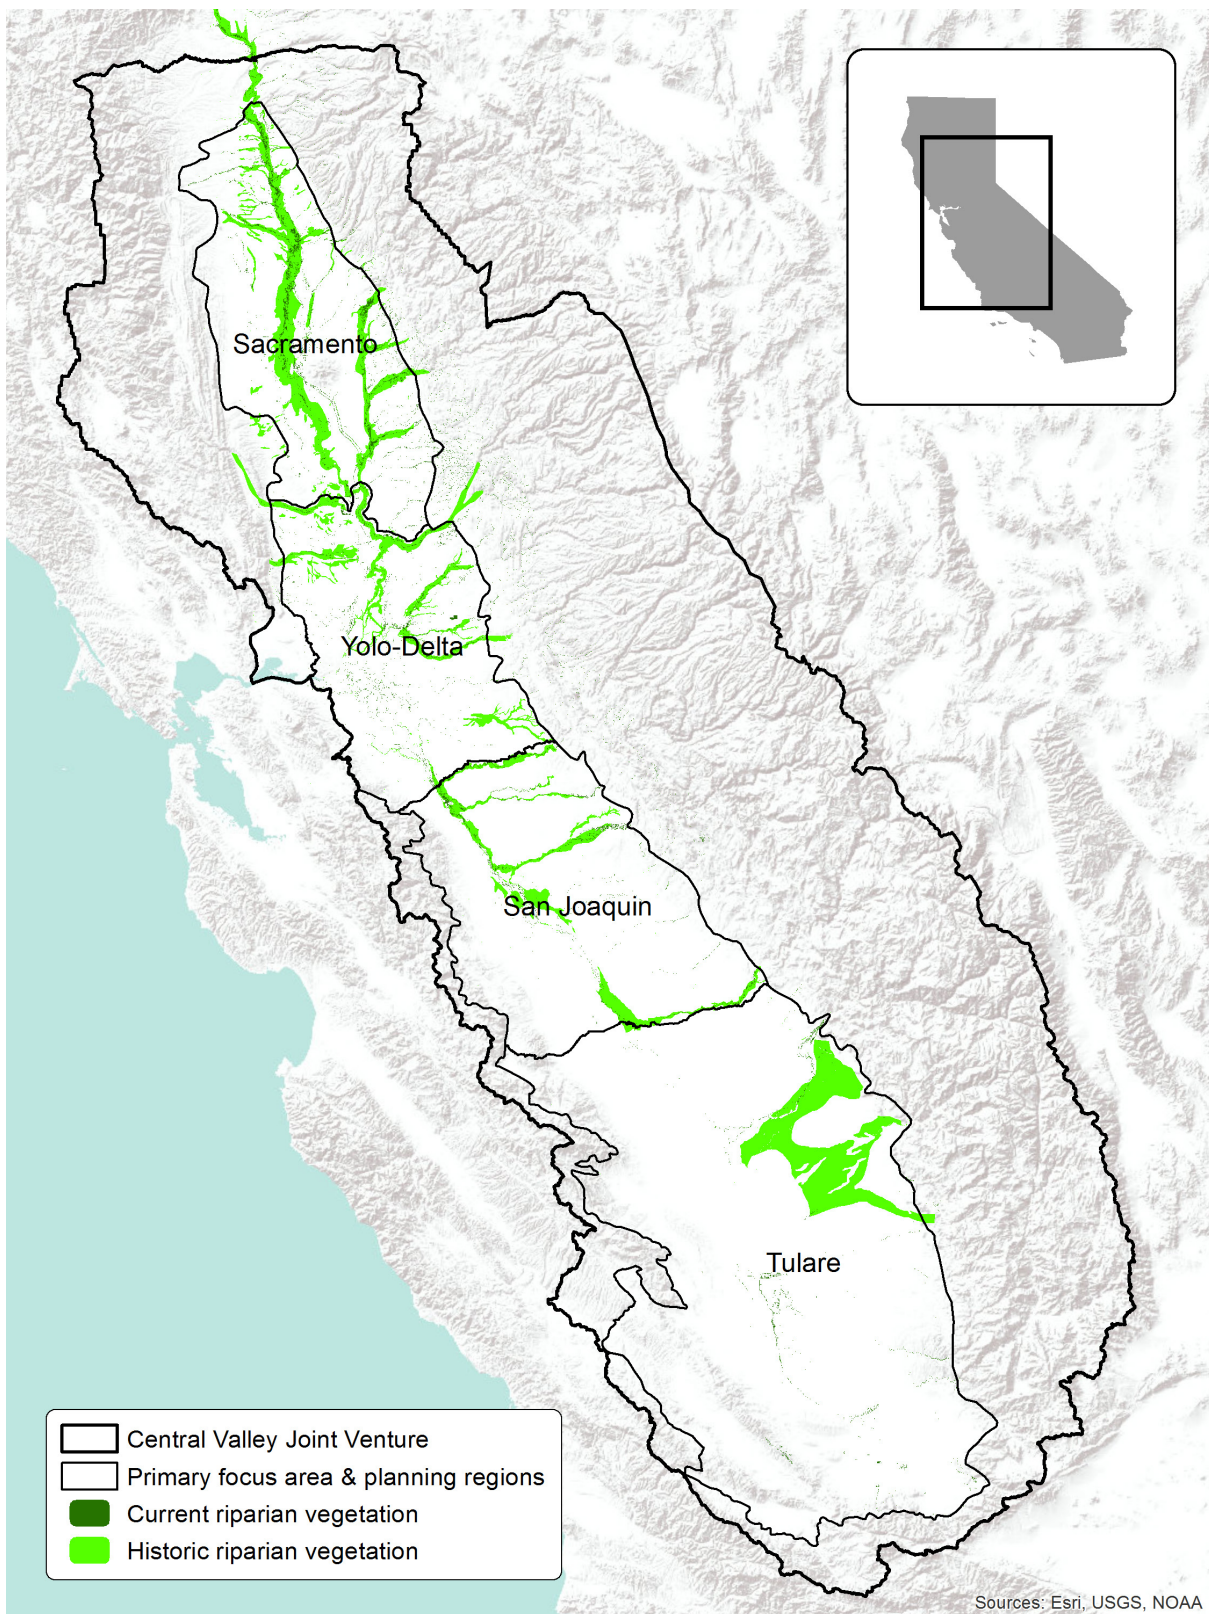 Sacramento
Yolo-Delta
San Joaquin
Tulare
Central Valley Joint Venture
Primary focus area & planning regions
Current riparian vegetation
Historic riparian vegetation
Sources: Esri, USGS, NOAA